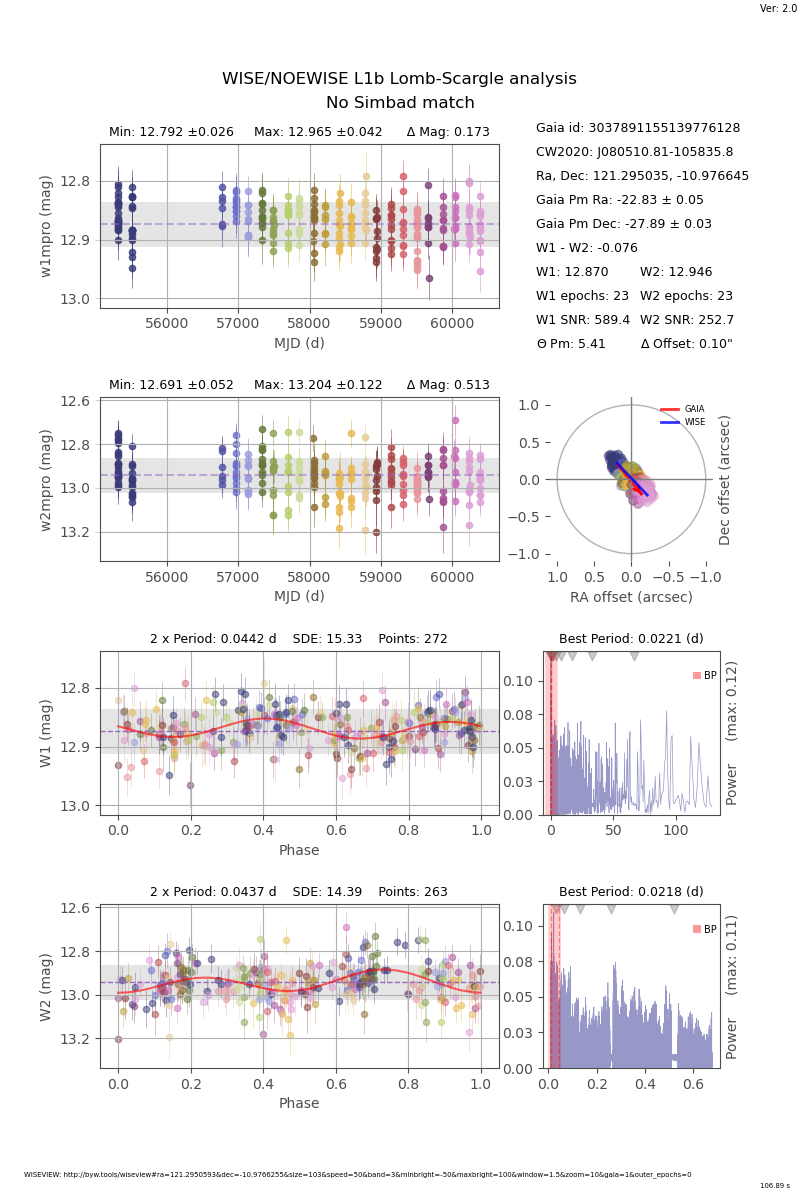 Ver: 2.0
WISE/NOEWISE L1b Lomb-Scargle analysis
No Simbad match
Min: 12.792 ±0.026 Max: 12.965 ±0.042 Δ Mag: 0.173
12.8
12.9
13.0
w1mpro (mag)
56000 57000 58000 59000 60000
MJD (d)
Gaia id: 3037891155139776128
CW2020: J080510.81-105835.8
Ra, Dec: 121.295035, -10.976645
Gaia Pm Ra: -22.83 ± 0.05
Gaia Pm Dec: -27.89 ± 0.03
W1 - W2: -0.076
W1: 12.870 W2: 12.946
W1 epochs: 23 W2 epochs: 23
W1 SNR: 589.4 W2 SNR: 252.7
Θ Pm: 5.41 Δ Offset: 0.10"
Min: 12.691 ±0.052 Max: 13.204 ±0.122 Δ Mag: 0.513
12.6
12.8
13.0
13.2
w2mpro (mag)
56000 57000 58000 59000 60000
MJD (d)
GAIA
WISE
1.0
0.5
0.0
−0.5
−1.0
Dec offset (arcsec)
1.0 0.5 0.0 −0.5 −1.0
RA offset (arcsec)
2 x Period: 0.0442 d SDE: 15.33 Points: 272
12.8
12.9
13.0
W1 (mag)
0.0 0.2 0.4 0.6 0.8 1.0
Phase
Best Period: 0.0221 (d)
BP
0.10
0.08
0.05
0.03
0.00
Power (max: 0.12)
0 50 100
2 x Period: 0.0437 d SDE: 14.39 Points: 263
12.6
12.8
13.0
13.2
W2 (mag)
0.0 0.2 0.4 0.6 0.8 1.0
Phase
Best Period: 0.0218 (d)
BP
0.10
0.08
0.05
0.03
0.00
Power (max: 0.11)
0.0 0.2 0.4 0.6
WISEVIEW: http://byw.tools/wiseview#ra=121.2950593&dec=-10.9766255&size=103&speed=50&band=3&minbright=-50&maxbright=100&window=1.5&zoom=10&gaia=1&outer_epochs=0
106.89 s